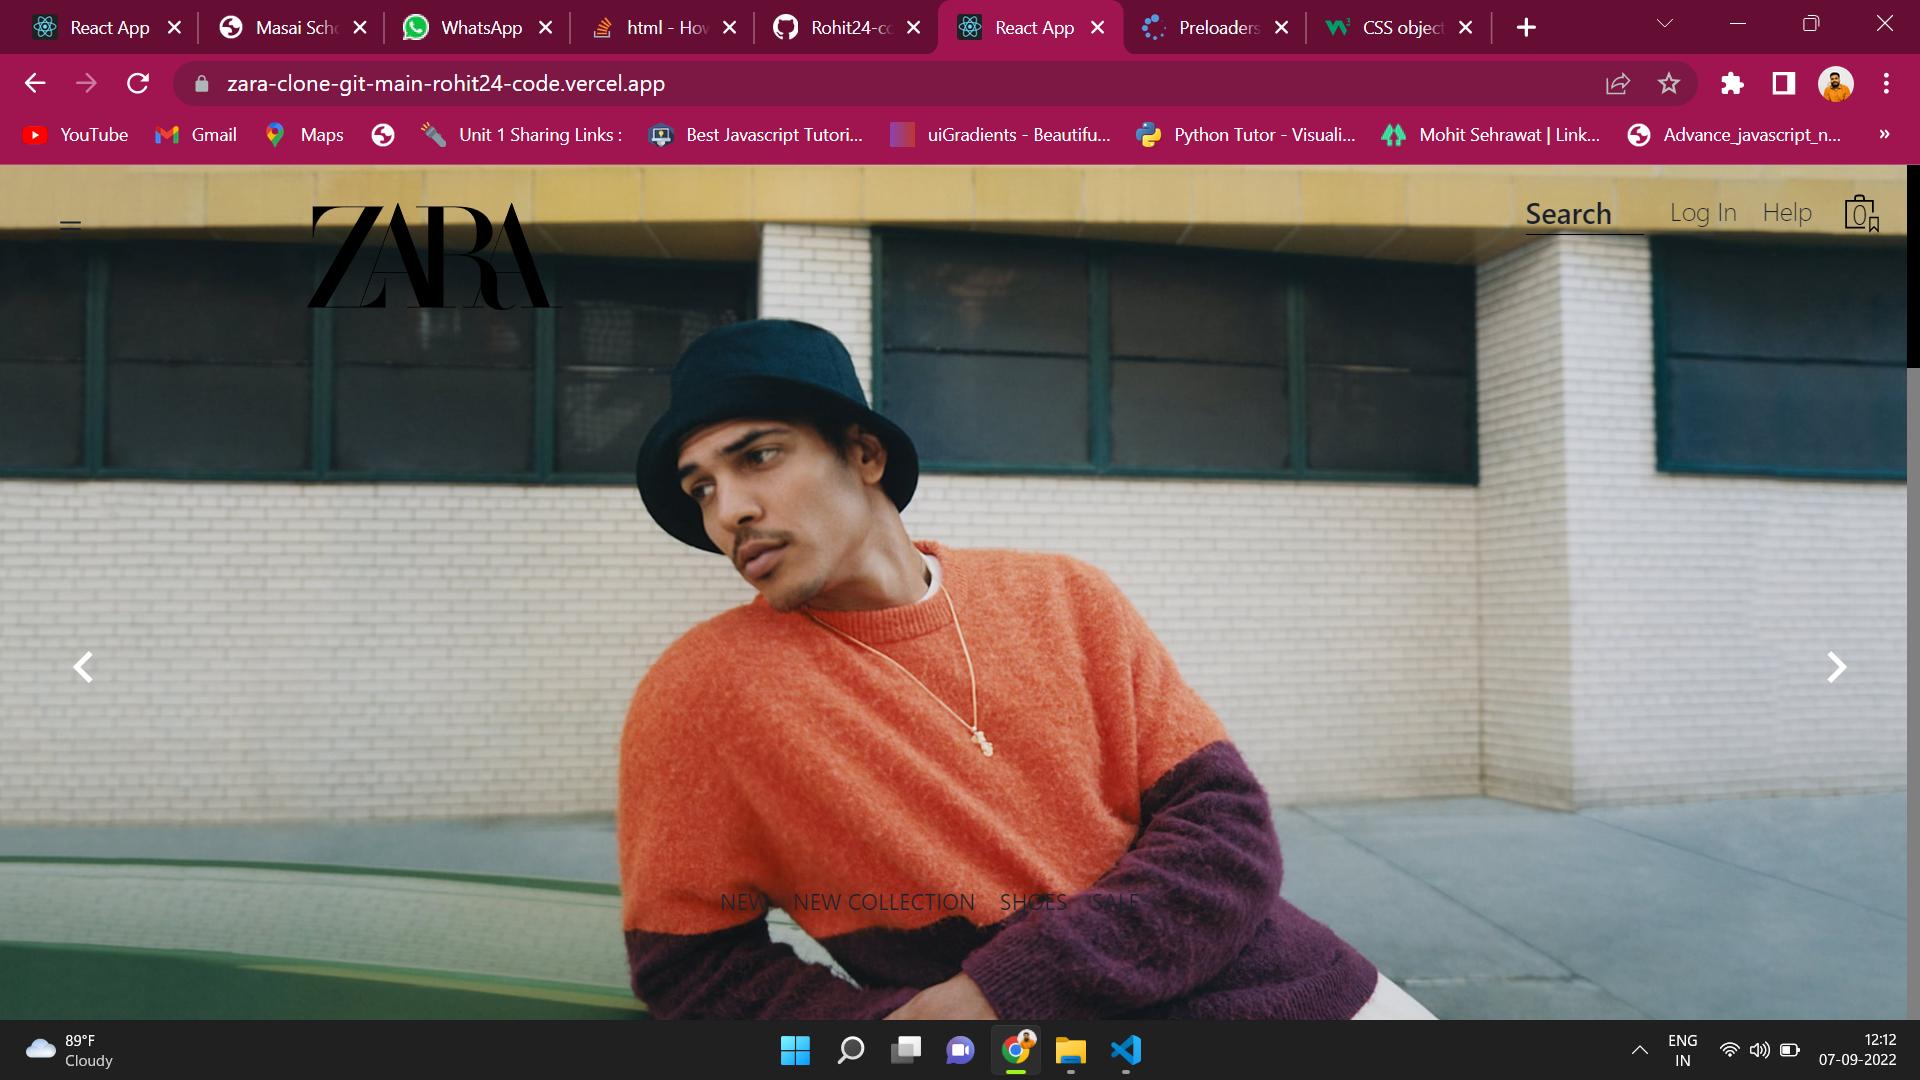 React App
Masai Sch
WhatsApp
html - Hov
Rohit24-co
React App
Preloaders
CSS object
zara-clone-git-main-rohit24-code.vercel.app
YouTube
Gmail
Maps
Unit 1 Sharing Links :
Best Javascript Tutori...
uiGradients - Beautifu...
Python Tutor - Visuali...
Mohit Sehrawat | Link...
Advance_javascript_n...
»
ZARA
Search
Log In
Help
0
NEW
NEW COLLECTION
SHOES
SALE
89°F
Cloudy
ENG
IN
12:12
07-09-2022